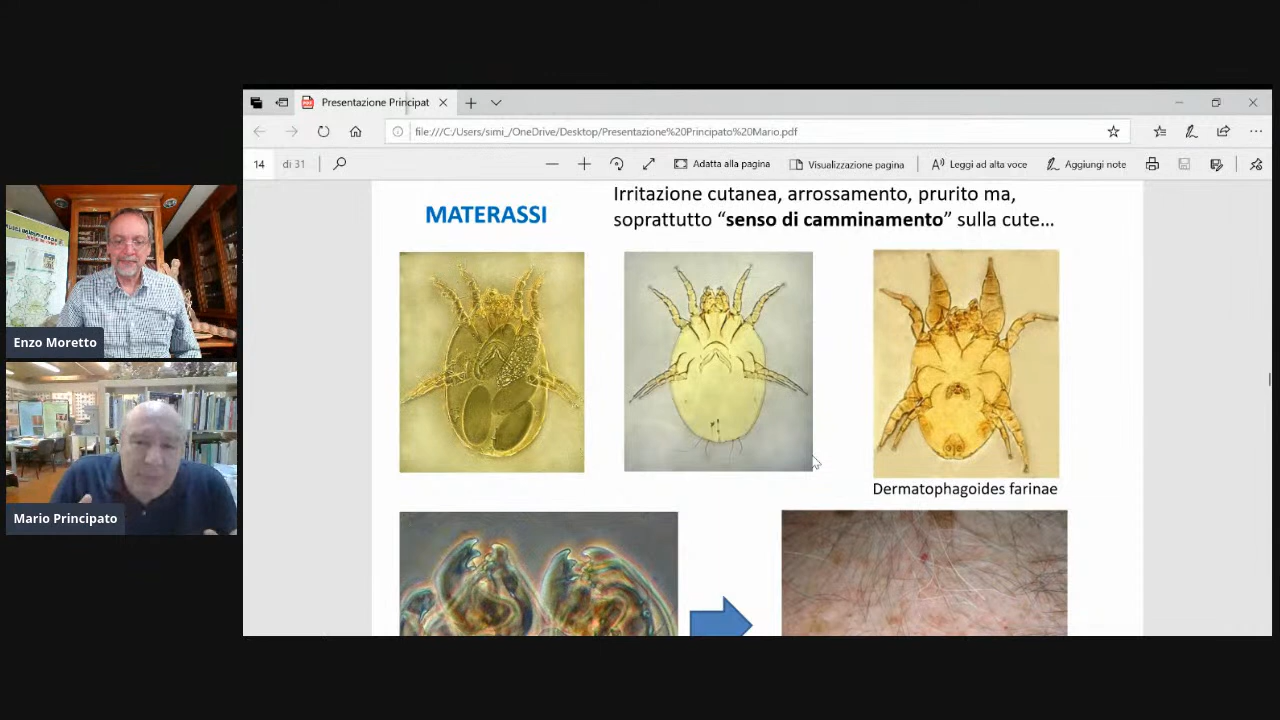 Presentazione Principat
file:///C:/Users/simi_/OneDrive/Desktop/Presentazione%20Principato%20Mario.pdf
14 di 31
Adatta alla pagina
Visualizzazione pagina
Leggi ad alta voce
Aggiungi note
MATERASSI
Irritazione cutanea, arrossamento, prurito ma,
soprattutto “senso di camminamento” sulla cute…
Dermatophagoides farinae
Enzo Moretto
Mario Principato